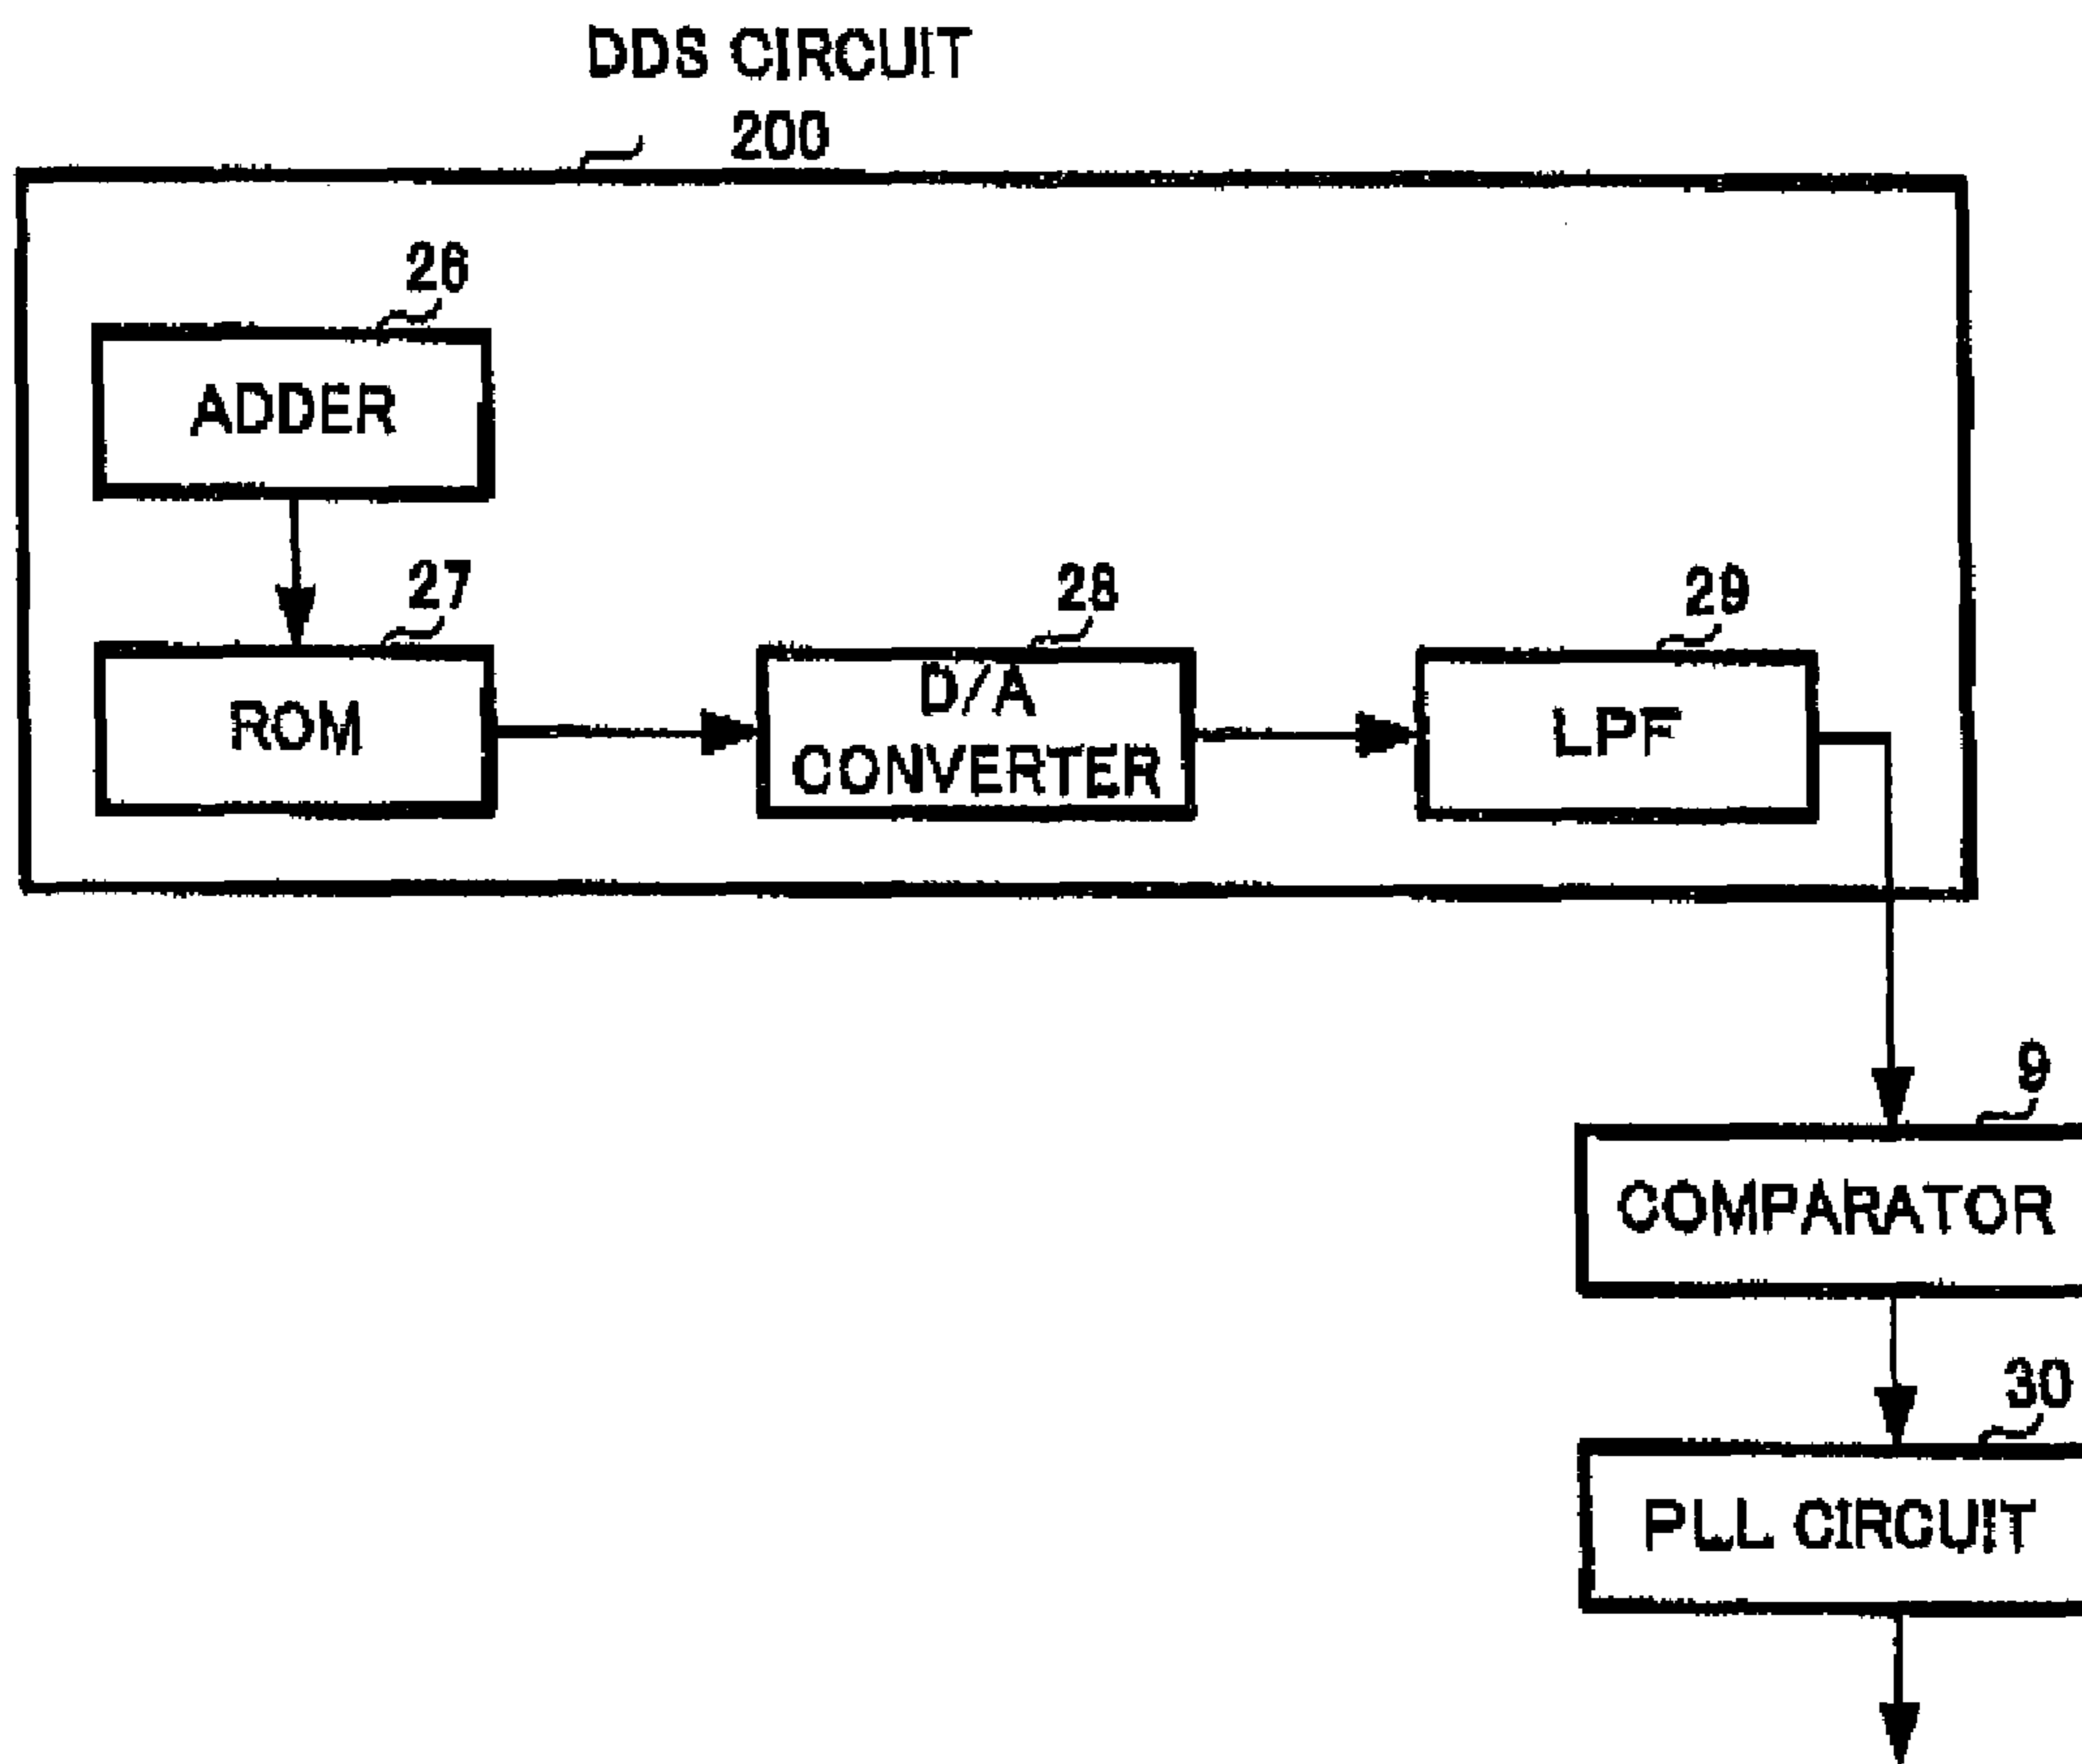 DDS CIRCUIT
200
26
ADDER
27
ROM
28
D/A
CONVERTER
29
LPF
9
COMPARATOR
30
PLL CIRCUIT